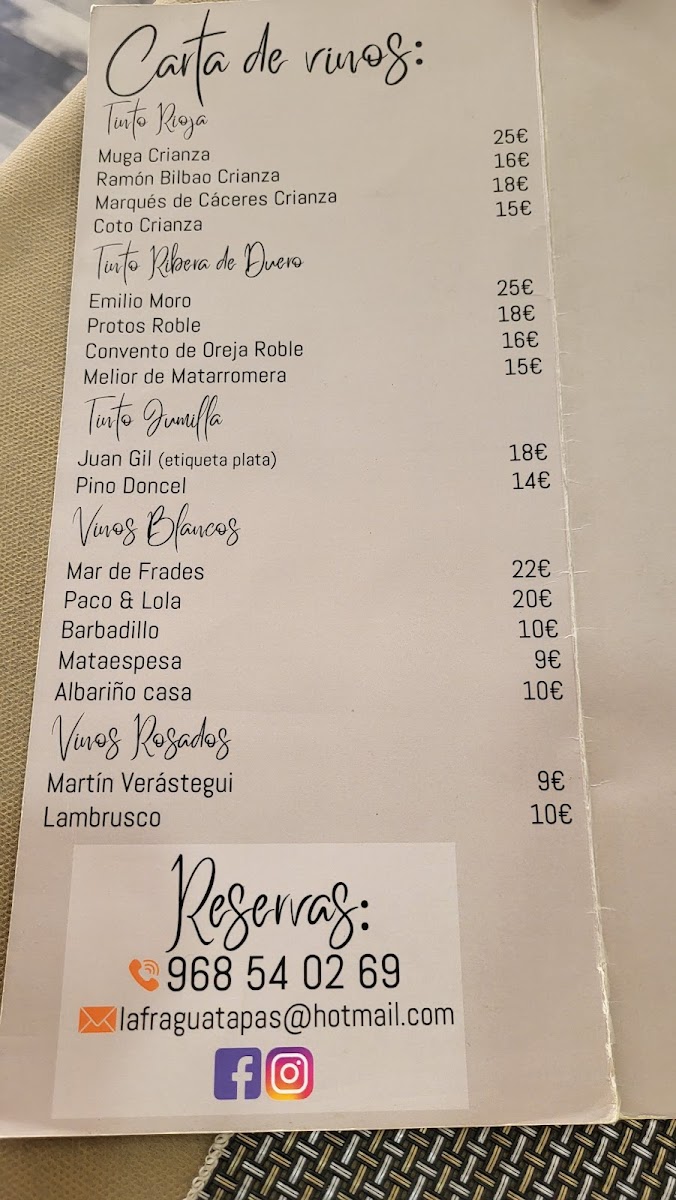 Carta de vinos:
Tinto Rioja
Muga Crianza 25€
Ramón Bilbao Crianza 16€
Marqués de Cáceres Crianza 18€
Coto Crianza 15€
Tinto Ribera de Duero
Emilio Moro 25€
Protos Roble 18€
Convento de Oreja Roble 16€
Melior de Matarromera 15€
Tinto Jumilla
Juan Gil (etiqueta plata) 18€
Pino Doncel 14€
Vinos Blancos
Mar de Frades 22€
Paco & Lola 20€
Barbadillo 10€
Mataespesa 9€
Albariño casa 10€
Vinos Rosados
Martín Verástegui 9€
Lambrusco 10€
Reservas:
968 54 02 69
lafraguatapas@hotmail.com